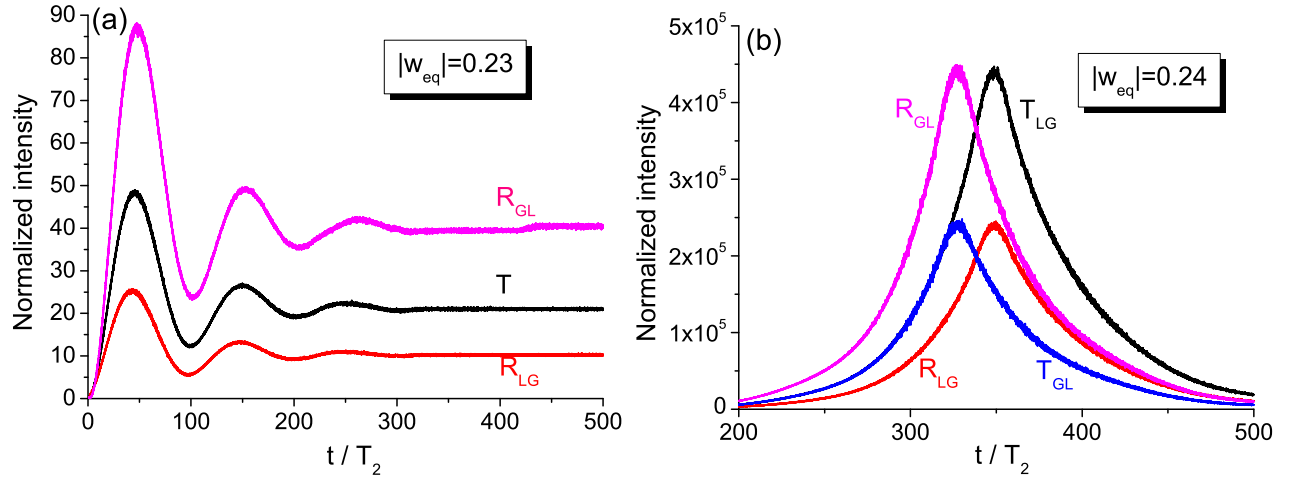 (a)
|w_eq|=0.23
Normalized intensity
90
80
70
60
50
40
30
20
10
0
R_GL
T
R_LG
0 100 200 300 400 500
t / T_2
(b)
|w_eq|=0.24
Normalized intensity
5x10^5
4x10^5
3x10^5
2x10^5
1x10^5
0
R_GL
T_LG
R_LG
T_GL
200 300 400 500
t / T_2